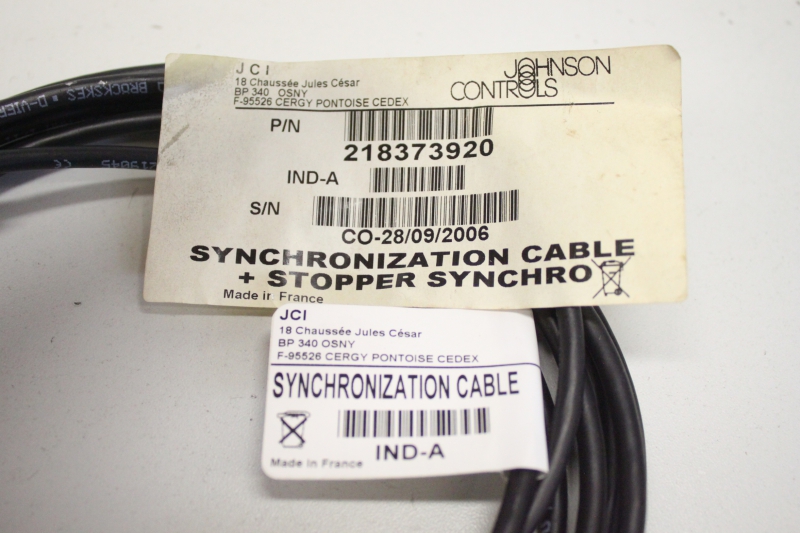 J C I
JOHNSON
CONTROLS
18 Chaussée Jules César
BP 340 OSNY
F-95526 CERGY PONTOISE CEDEX
P/N
218373920
IND-A
S/N
CO-28/09/2006
SYNCHRONIZATION CABLE
+ STOPPER SYNCHRO
Made in France
BROCKSKES * D-VIER
JCI
18 Chaussée Jules César
BP 340 OSNY
F-95526 CERGY PONTOISE CEDEX
SYNCHRONIZATION CABLE
IND-A
Made in France